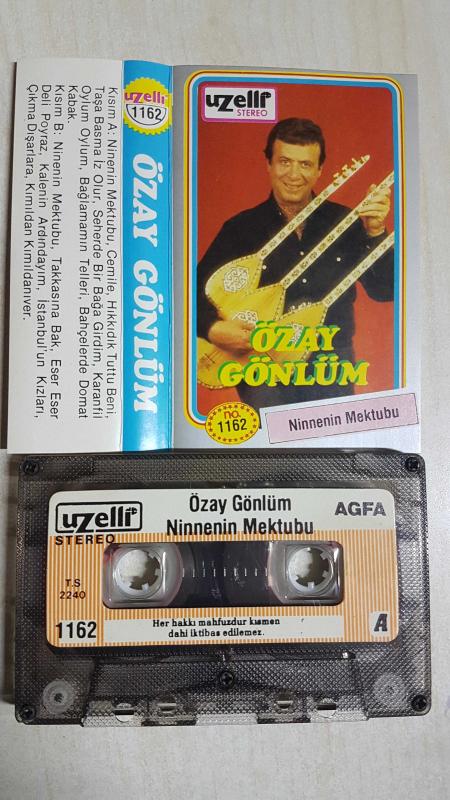 Kısım A: Ninenin Mektubu, Cemile, Hıkkıdık Tuttu Beni,
Taşa Basma İz Olur, Seherde Bir Bağa Girdim, Karanfil
Oylum Oylum, Bağlamamın Telleri, Bahçelerde Domat
Kabak.
Kısım B: Ninenin Mektubu, Takkasına Bak, Eser Eser
Deli Poyraz, Kalenin Ardındayım, İstanbul'un Kızları,
Çıkma Dışarlara, Kımıldan Kımıldanıver.
uzelli
1162
ÖZAY GÖNLÜM
uzelli
STEREO
ÖZAY
GÖNLÜM
no.
1162
Ninnenin Mektubu
uzelli
STEREO
Özay Gönlüm
Ninnenin Mektubu
AGFA
T.S
2240
1162
Her hakkı mahfuzdur kısmen
dahi iktibas edilemez.
A